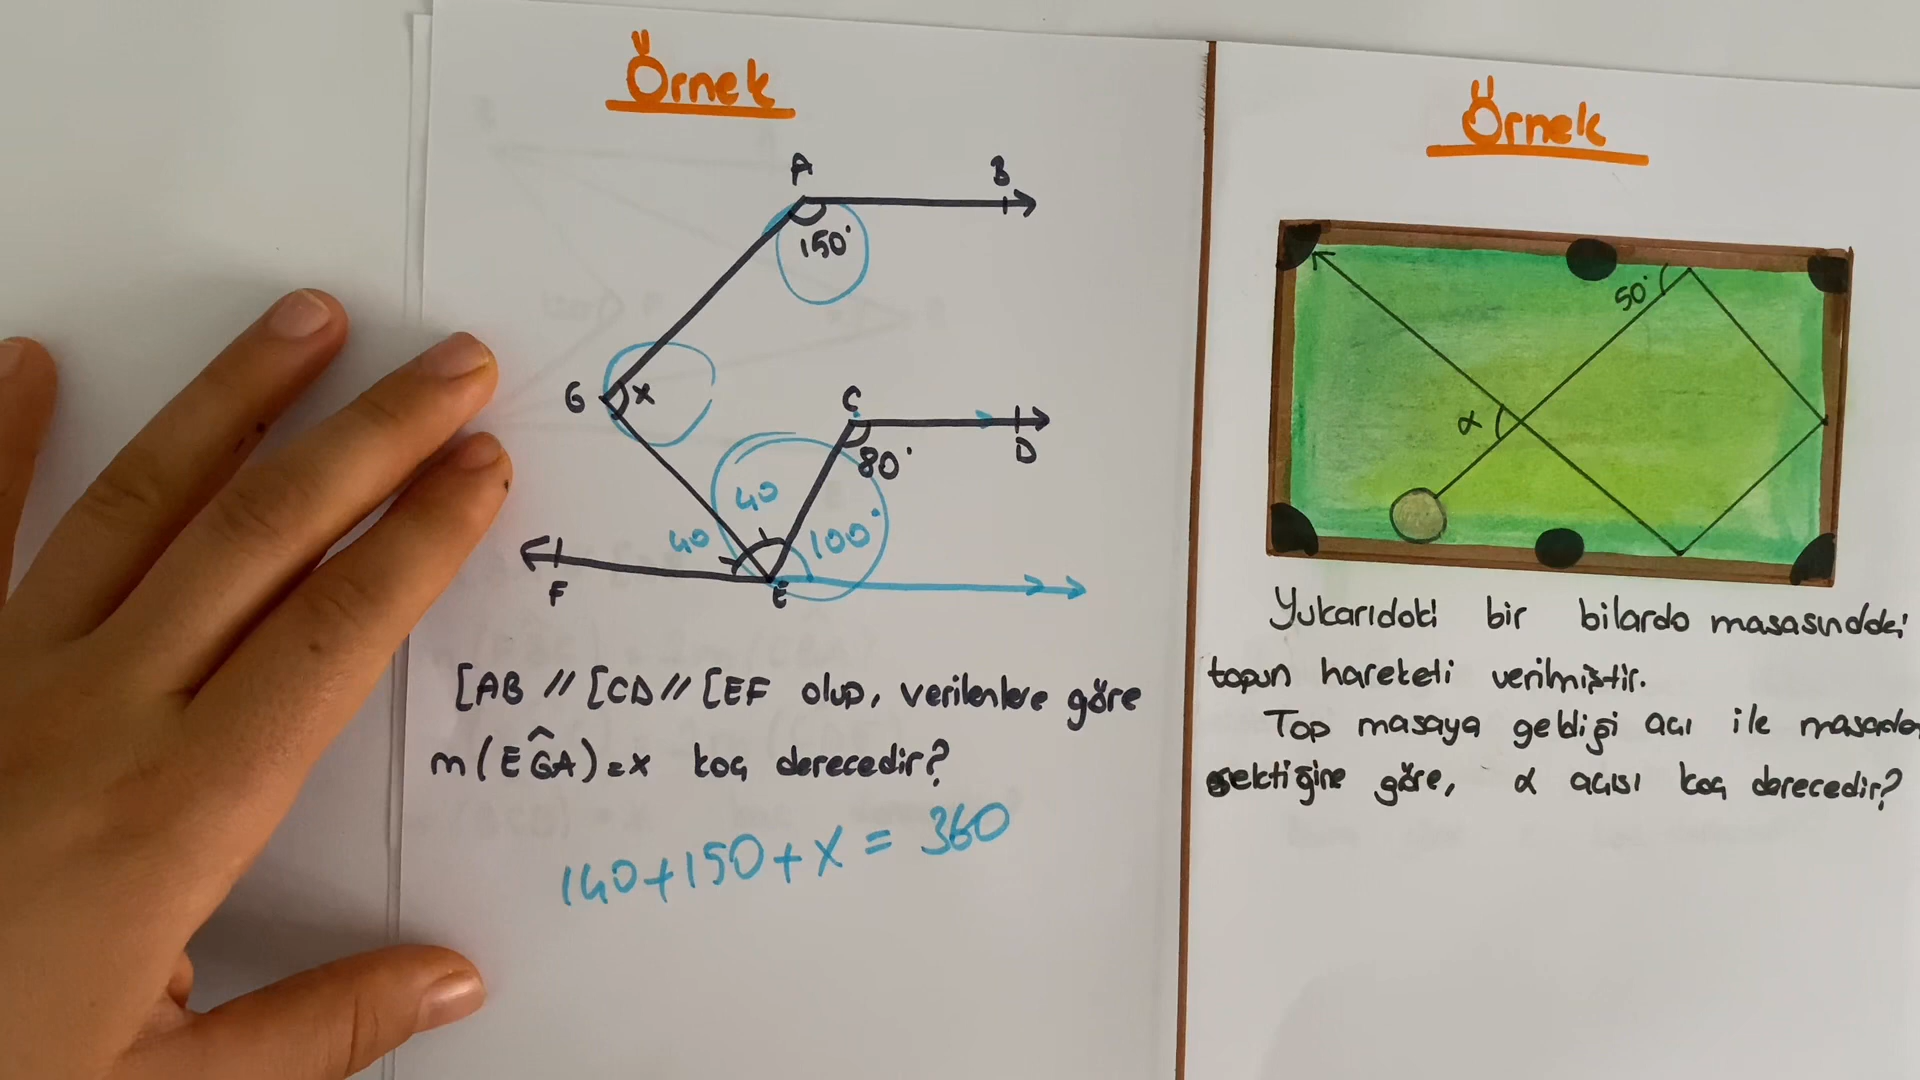 Örnek
A
B
150°
G
x
C
D
80°
40
40
100°
F
E
[AB // [CD // [EF olup, verilenlere göre
m(EĜA)=x kaç derecedir?
140+150+x = 360
Örnek
50°
α
Yukarıdaki bir bilardo masasındaki
topun hareketi verilmiştir.
Top masaya geldiği açı ile masadan
sektiğine göre, α açısı kaç derecedir?